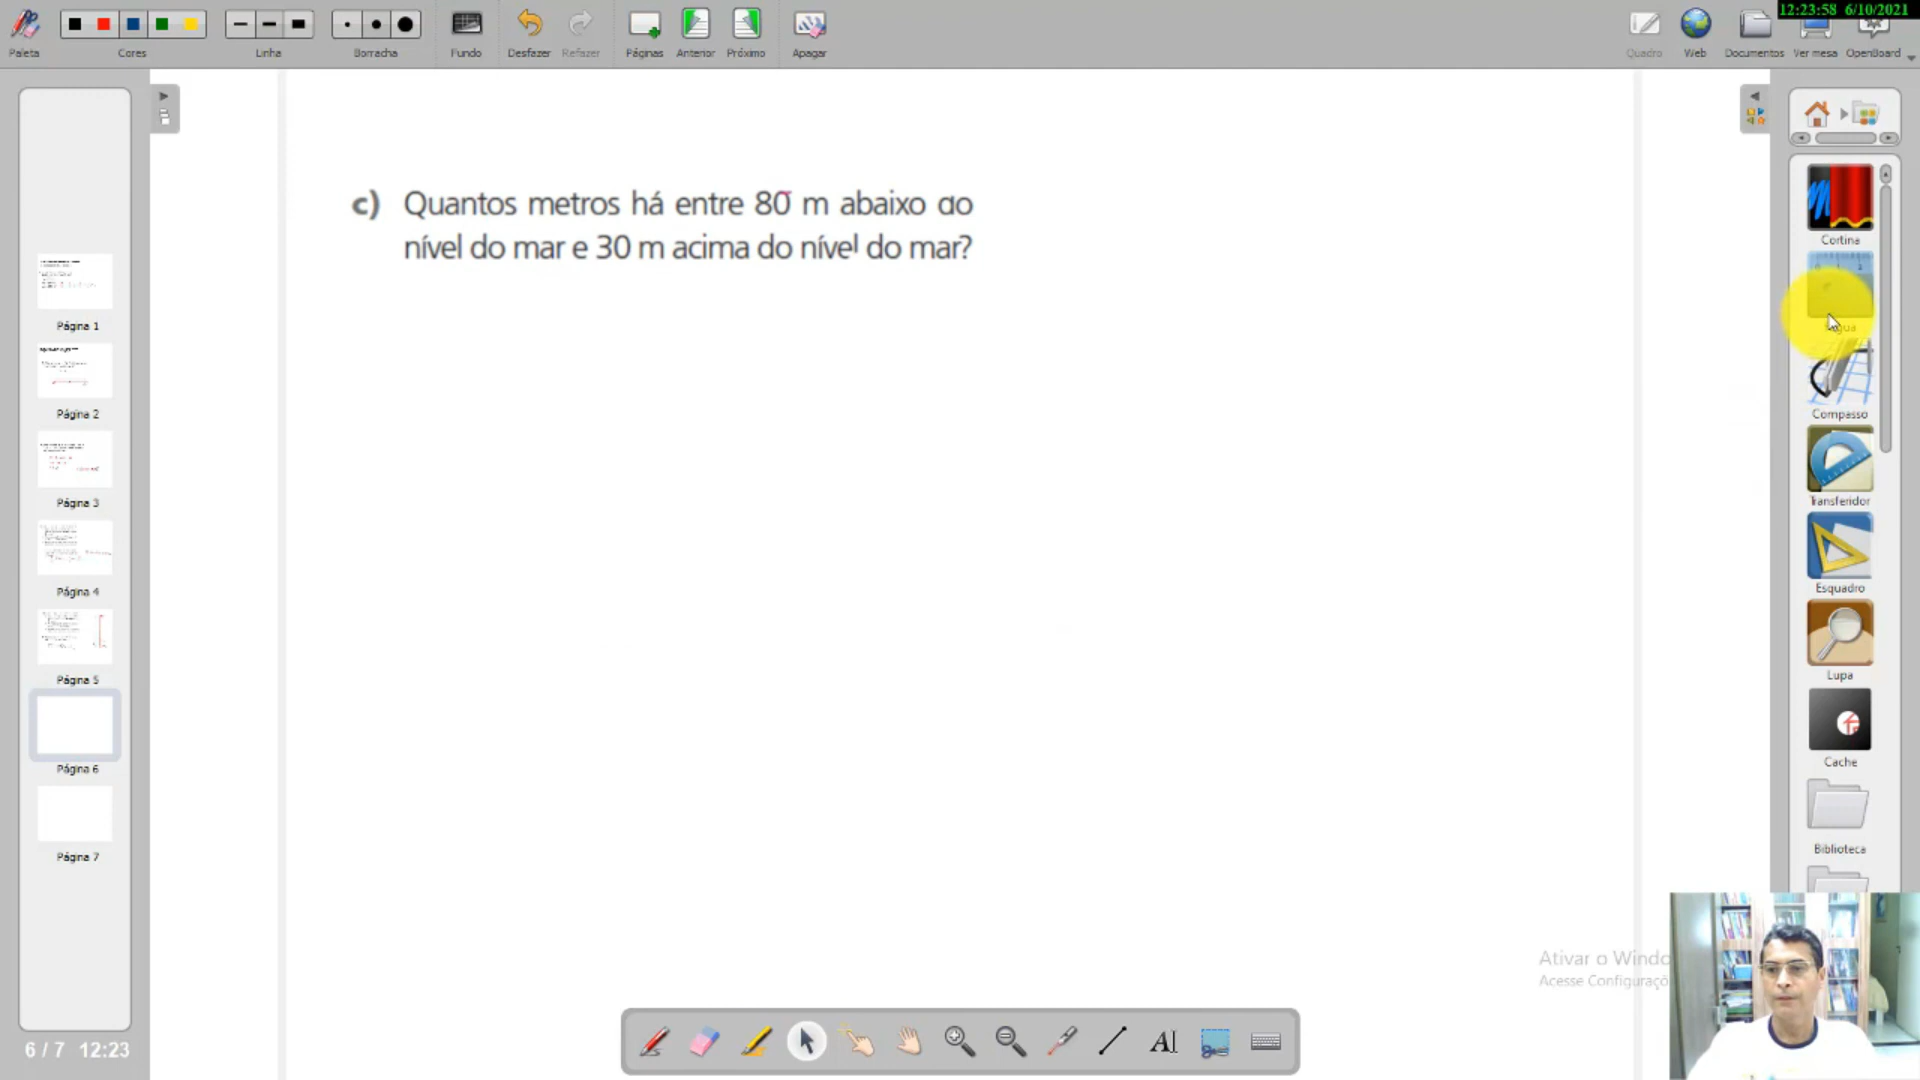 12:23:58 6/10/2021
Paleta
Cores
Linha
Borracha
Fundo
Desfazer
Refazer
Páginas
Anterior
Próximo
Apagar
Quadro
Web
Documentos
Ver mesa
OpenBoard
c) Quantos metros há entre 80 m abaixo do
nível do mar e 30 m acima do nível do mar?
Página 1
Página 2
Página 3
Página 4
Página 5
Página 6
Página 7
6 / 7 12:23
Cortina
Compasso
Transferidor
Esquadro
Lupa
Cache
Biblioteca
Ativar o Windo
Acesse Configuraçõ
AI